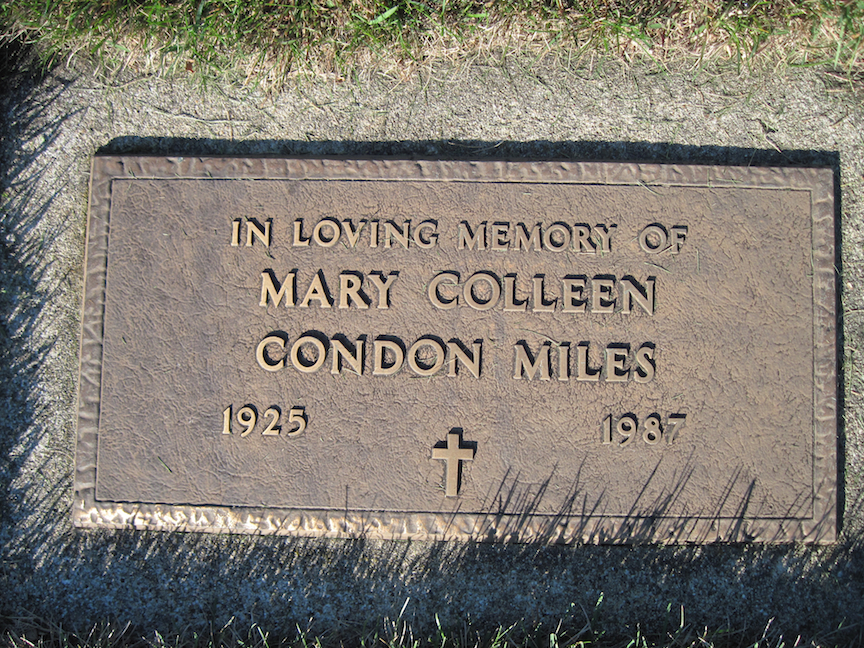 IN LOVING MEMORY OF
MARY COLLEEN
CONDON MILES
1925 1987